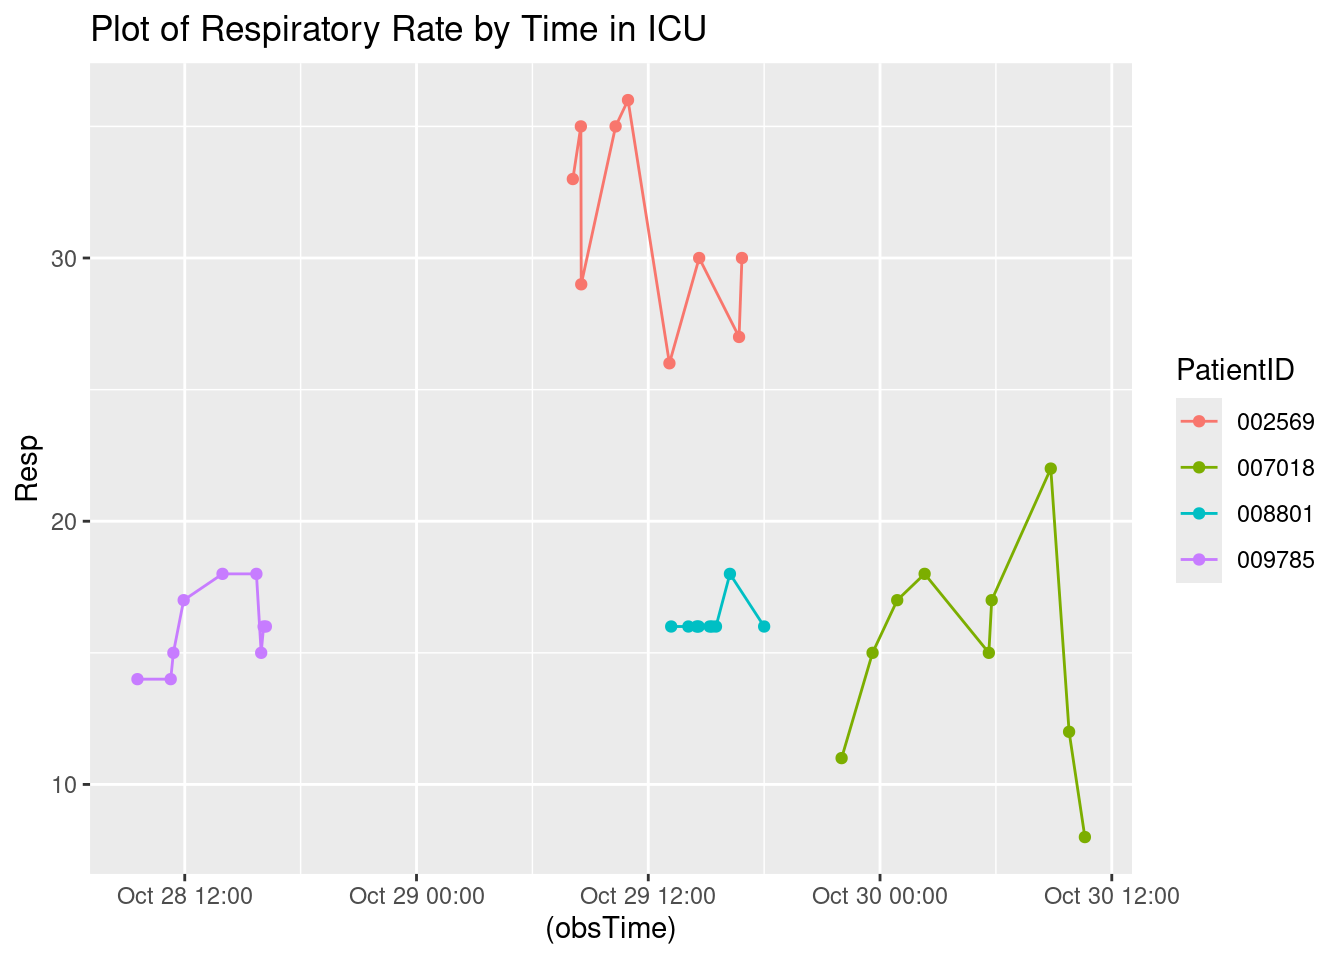 Plot of Respiratory Rate by Time in ICU
Resp
30
20
10
Oct 28 12:00
Oct 29 00:00
Oct 29 12:00
Oct 30 00:00
Oct 30 12:00
(obsTime)
PatientID
002569
007018
008801
009785